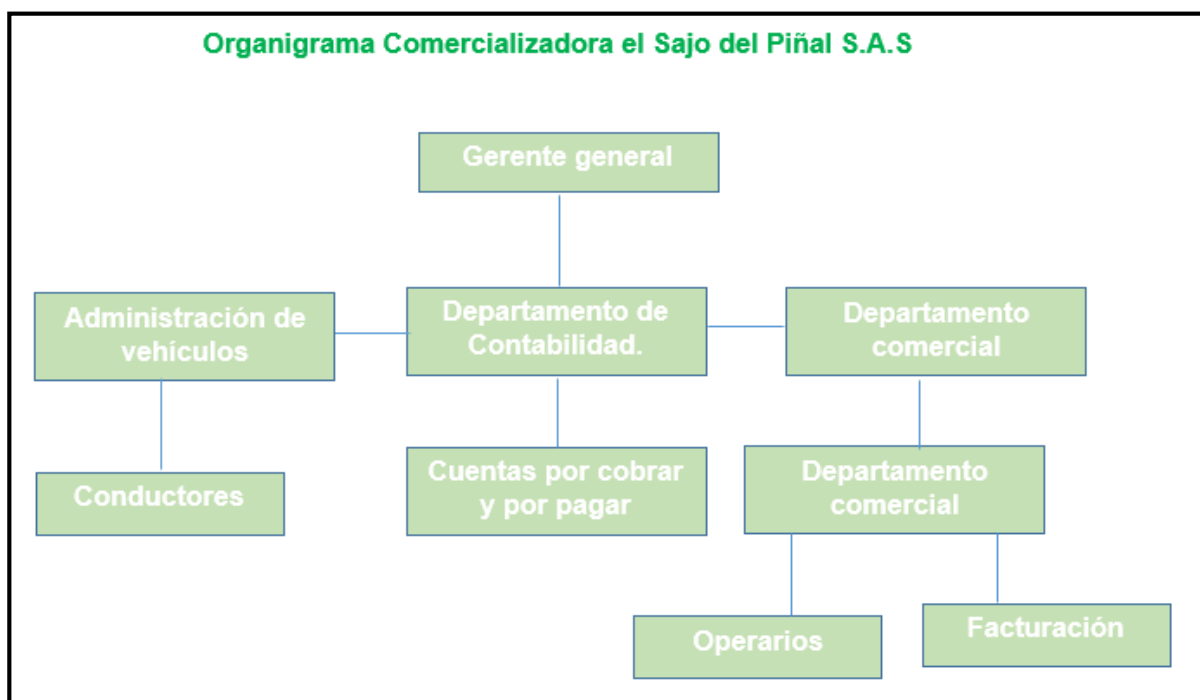 Organigrama Comercializadora el Sajo del Piñal S.A.S
Gerente general
Administración de
vehículos
Departamento de
Contabilidad.
Departamento
comercial
Conductores
Cuentas por cobrar
y por pagar
Departamento
comercial
Operarios
Facturación